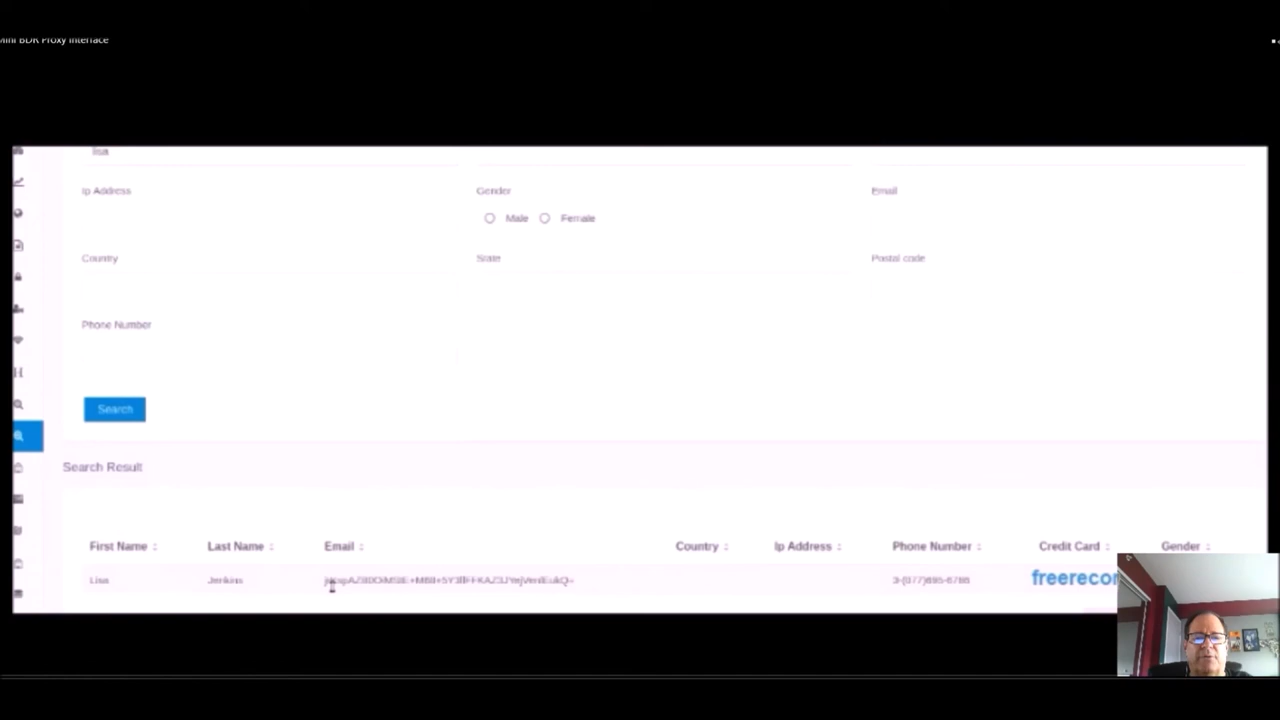 Mini BDK Proxy Interface
lisa
Ip Address Gender Email
Male Female
Country State Postal code
Phone Number
Search
Search Result
First Name Last Name Email Country Ip Address Phone Number Credit Card Gender
Lisa Jenkins freerecor